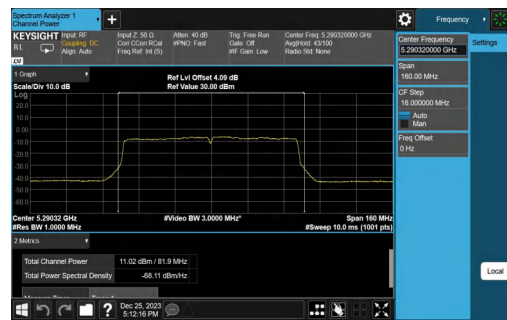 Spectrum Analyzer 1
Channel Power
+
Frequency
KEYSIGHT
RL
LXI
Input: RF
Coupling: DC
Align: Auto
Input Z: 50 Ω
Corr CCorr RCal
Freq Ref: Int (S)
Atten: 40 dB
#PNO: Fast
Trig: Free Run
Gate: Off
#IF Gain: Low
Center Freq: 5.290320000 GHz
Avg|Hold: 43/100
Radio Std: None
Center Frequency
5.290320000 GHz
Settings
Span
160.00 MHz
CF Step
16.000000 MHz
Auto
Man
Freq Offset
0 Hz
Local
1 Graph
Scale/Div 10.0 dB
Ref Lvl Offset 4.09 dB
Ref Value 30.00 dBm
Log
20.0
10.0
0.00
-10.0
-20.0
-30.0
-40.0
-50.0
-60.0
Center 5.29032 GHz
#Res BW 1.0000 MHz
#Video BW 3.0000 MHz*
Span 160 MHz
#Sweep 10.0 ms (1001 pts)
2 Metrics
Total Channel Power 11.02 dBm / 81.9 MHz
Total Power Spectral Density -68.11 dBm/Hz
?
Dec 25, 2023
5:12:16 PM